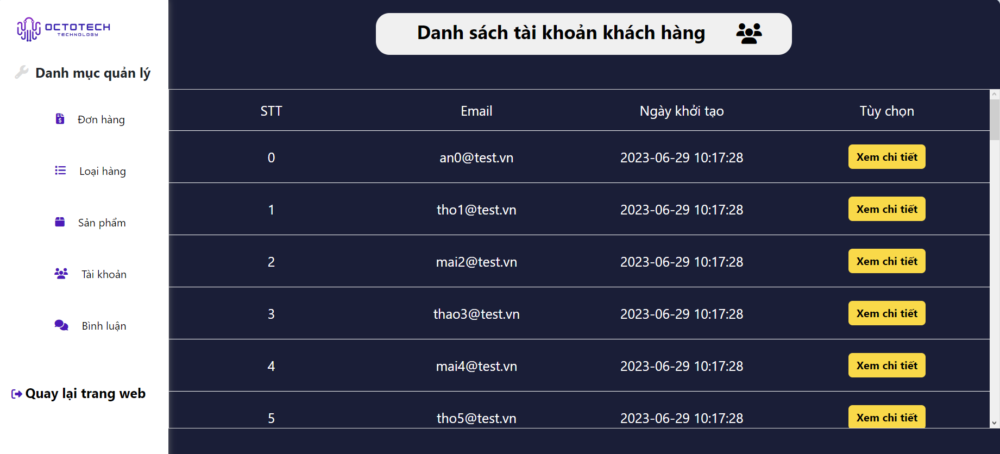 OCTOTECH
TECHNOLOGY
Danh mục quản lý
Đơn hàng
Loại hàng
Sản phẩm
Tài khoản
Bình luận
Quay lại trang web
Danh sách tài khoản khách hàng
STT Email Ngày khởi tạo Tùy chọn
0 an0@test.vn 2023-06-29 10:17:28 Xem chi tiết
1 tho1@test.vn 2023-06-29 10:17:28 Xem chi tiết
2 mai2@test.vn 2023-06-29 10:17:28 Xem chi tiết
3 thao3@test.vn 2023-06-29 10:17:28 Xem chi tiết
4 mai4@test.vn 2023-06-29 10:17:28 Xem chi tiết
5 tho5@test.vn 2023-06-29 10:17:28 Xem chi tiết